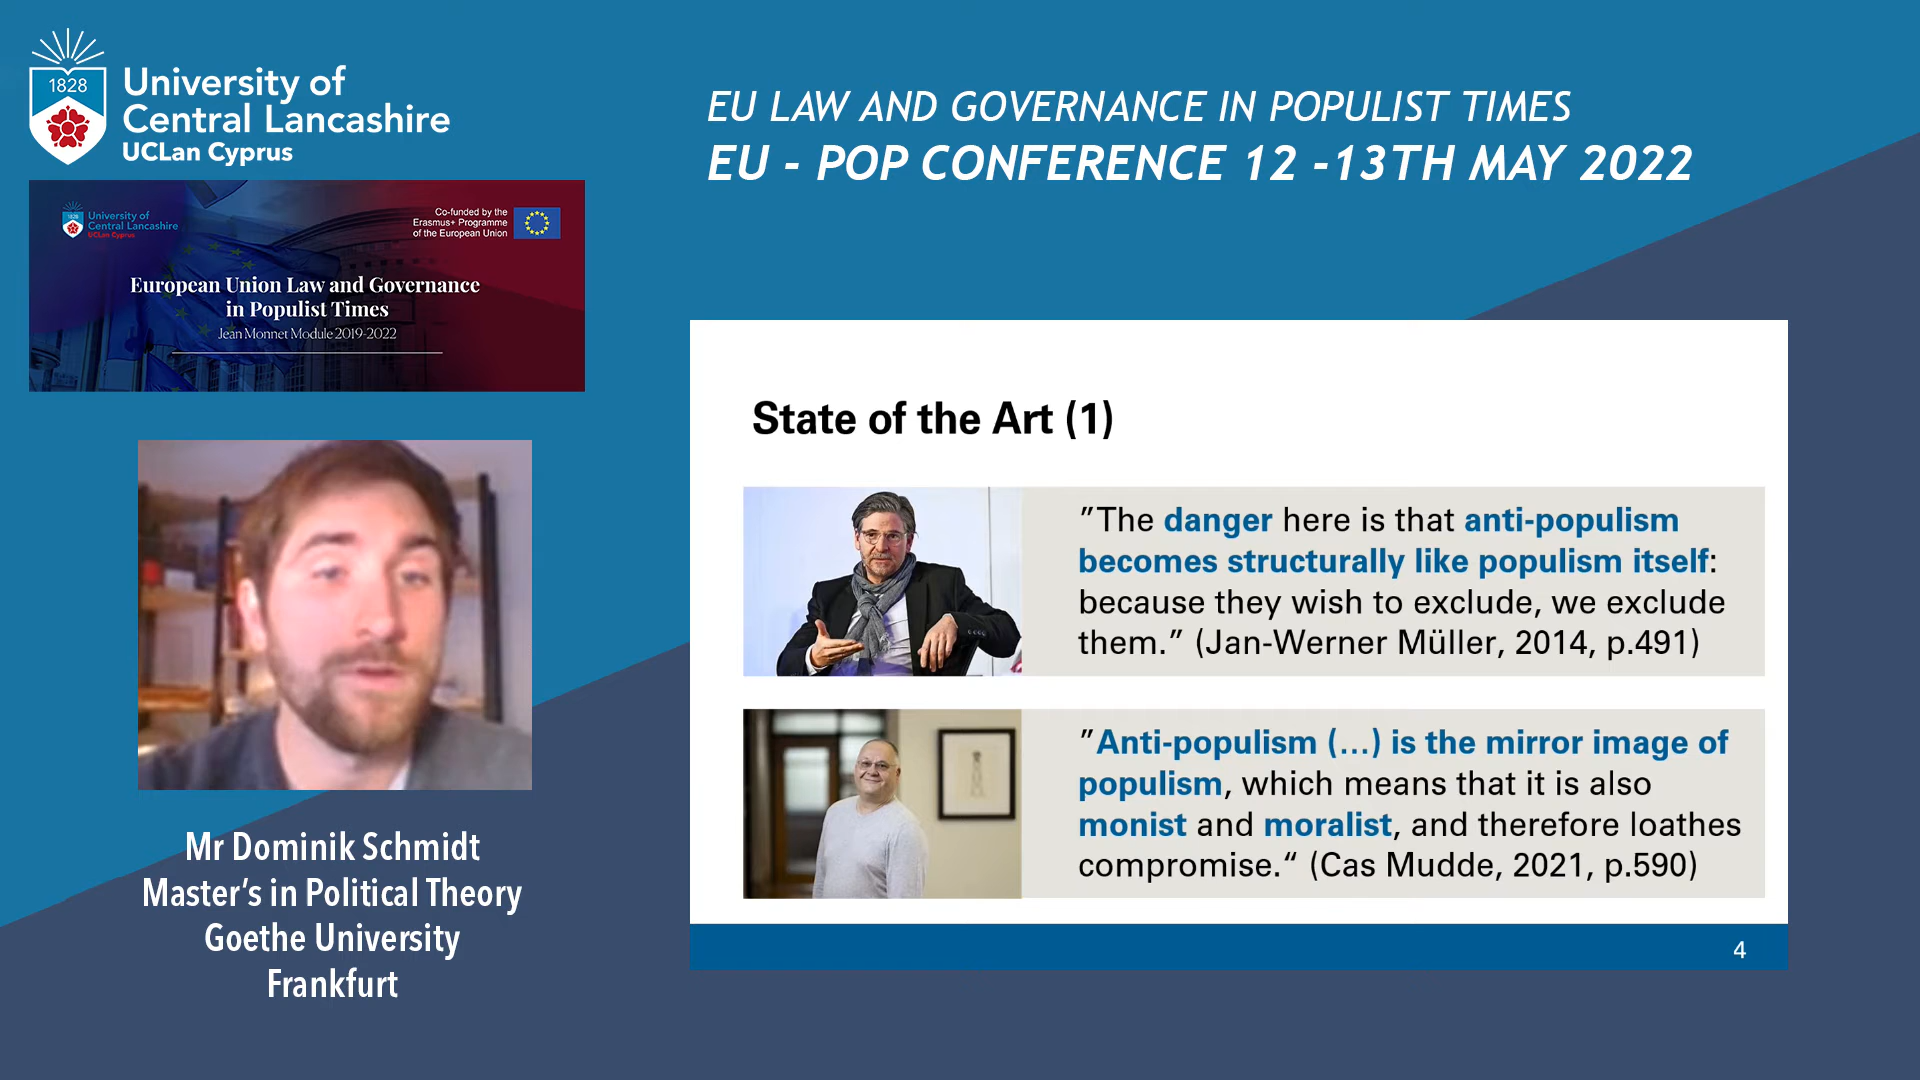 1828
University of
Central Lancashire
UCLan Cyprus
EU LAW AND GOVERNANCE IN POPULIST TIMES
EU - POP CONFERENCE 12 -13TH MAY 2022
1828
University of
Central Lancashire
UCLan Cyprus
Co-funded by the
Erasmus+ Programme
of the European Union
European Union Law and Governance
in Populist Times
Jean Monnet Module 2019-2022
Mr Dominik Schmidt
Master’s in Political Theory
Goethe University
Frankfurt
State of the Art (1)
”The danger here is that anti-populism
becomes structurally like populism itself:
because they wish to exclude, we exclude
them.” (Jan-Werner Müller, 2014, p.491)
”Anti-populism (...) is the mirror image of
populism, which means that it is also
monist and moralist, and therefore loathes
compromise.“ (Cas Mudde, 2021, p.590)
4